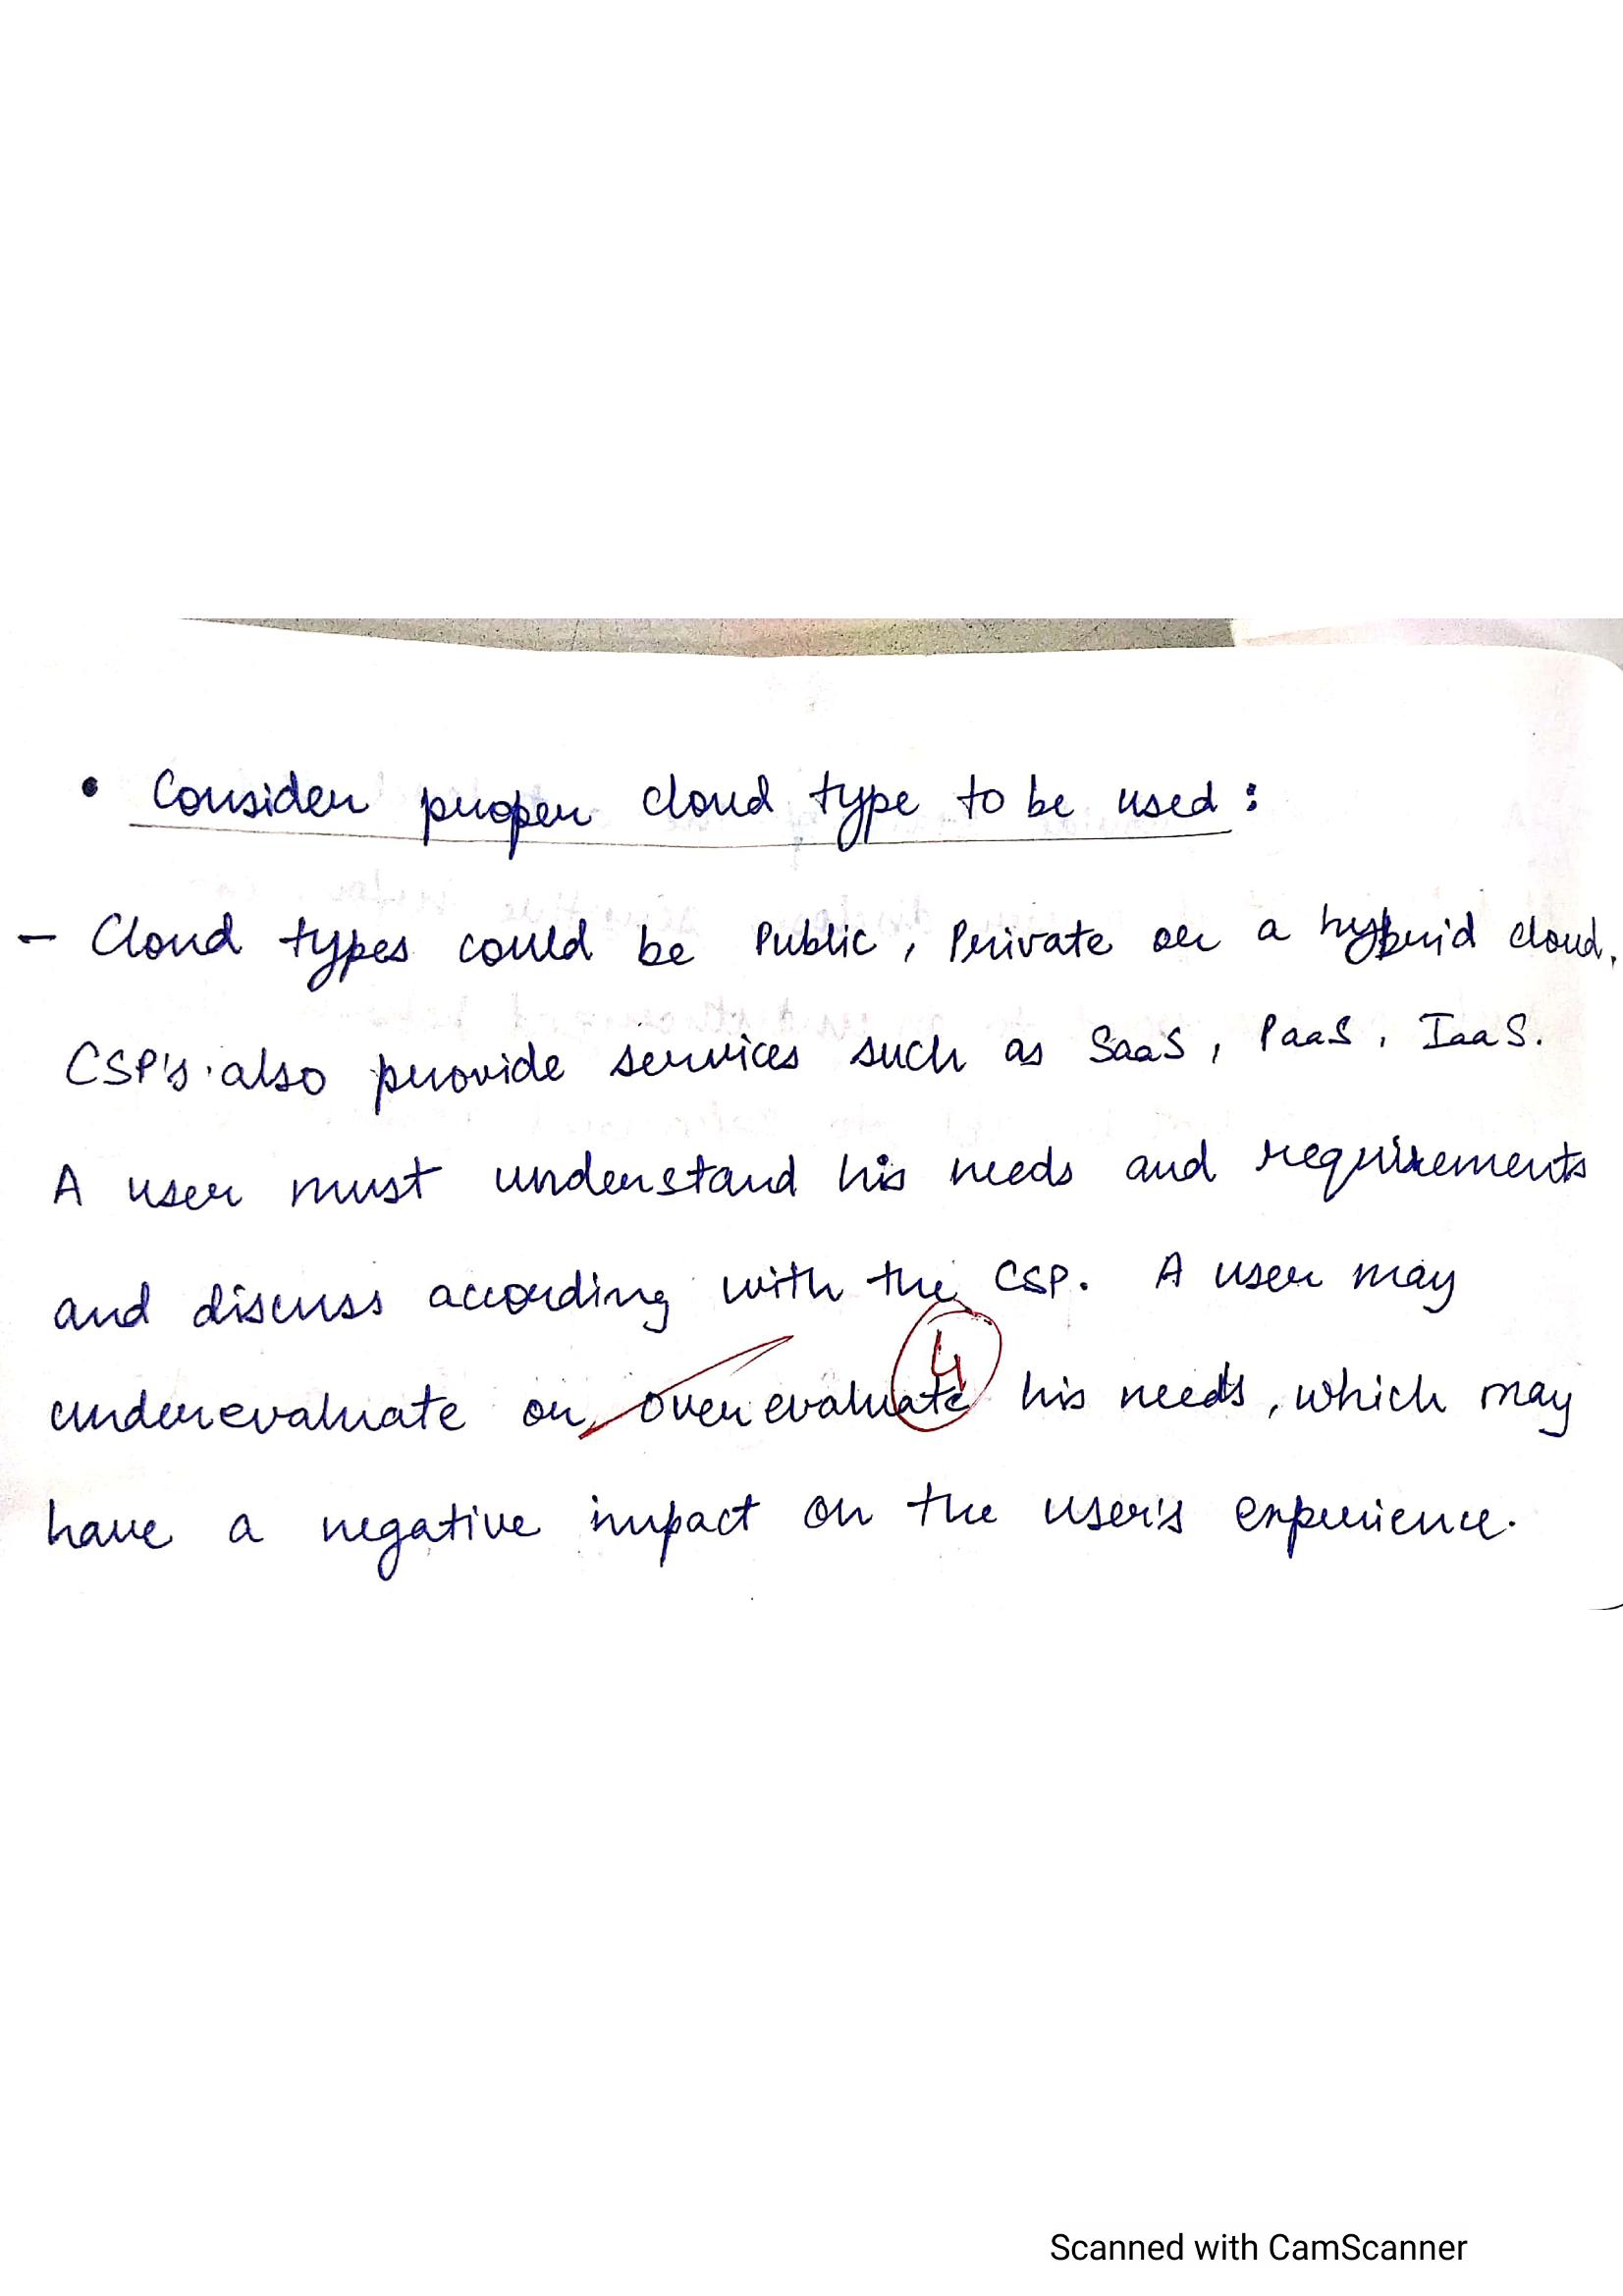 • Consider proper cloud type to be used :
– Cloud types could be Public, Private or a hybrid cloud.
CSP's also provide services such as SaaS, PaaS, IaaS.
A user must understand his needs and requirements
and discuss according with the CSP. A user may
4
underevaluate or overevaluate his needs, which may
have a negative impact on the user's experience.
Scanned with CamScanner